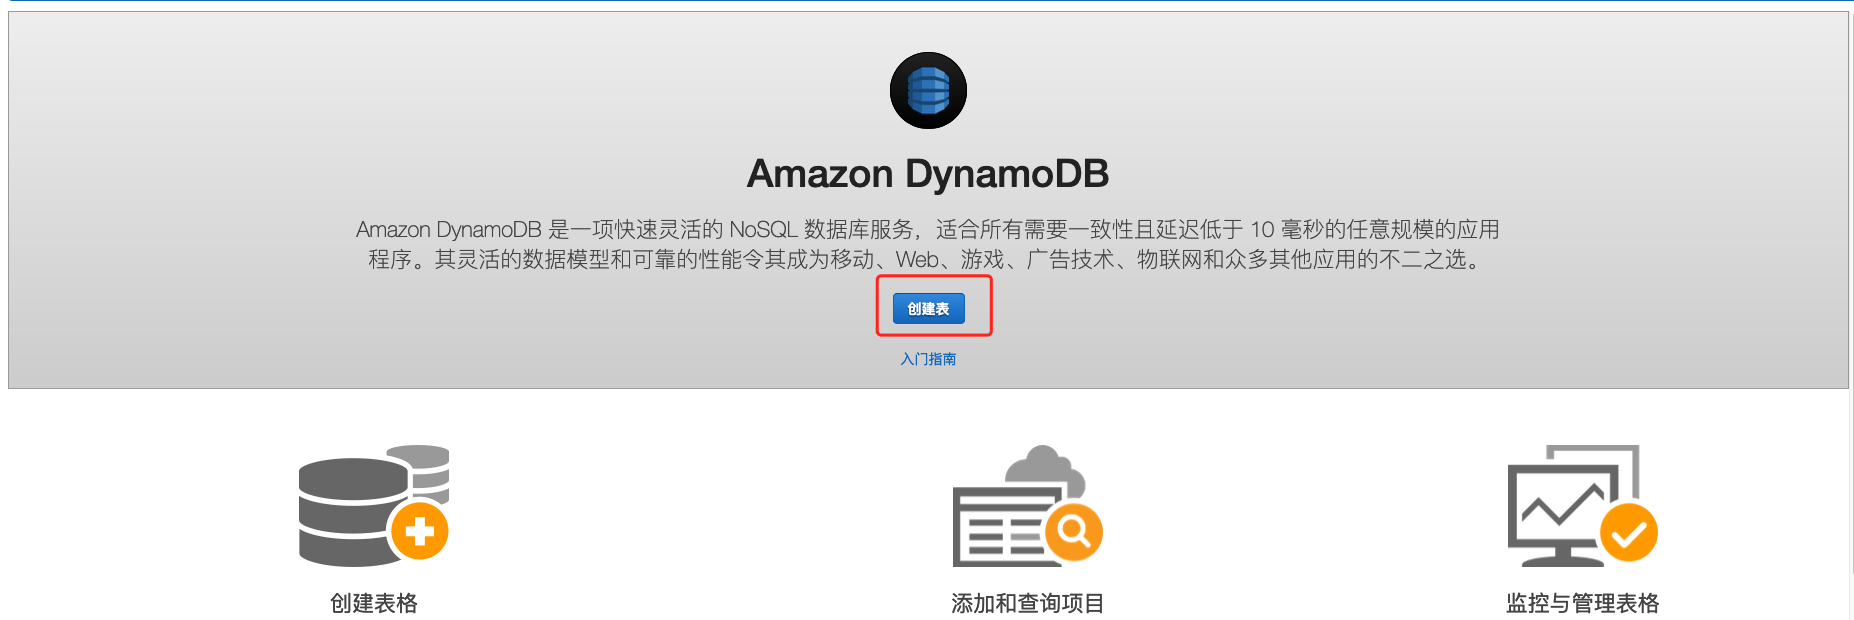 Amazon DynamoDB
Amazon DynamoDB 是一项快速灵活的 NoSQL 数据库服务，适合所有需要一致性且延迟低于 10 毫秒的任意规模的应用
程序。其灵活的数据模型和可靠的性能令其成为移动、Web、游戏、广告技术、物联网和众多其他应用的不二之选。
创建表
入门指南
创建表格
添加和查询项目
监控与管理表格